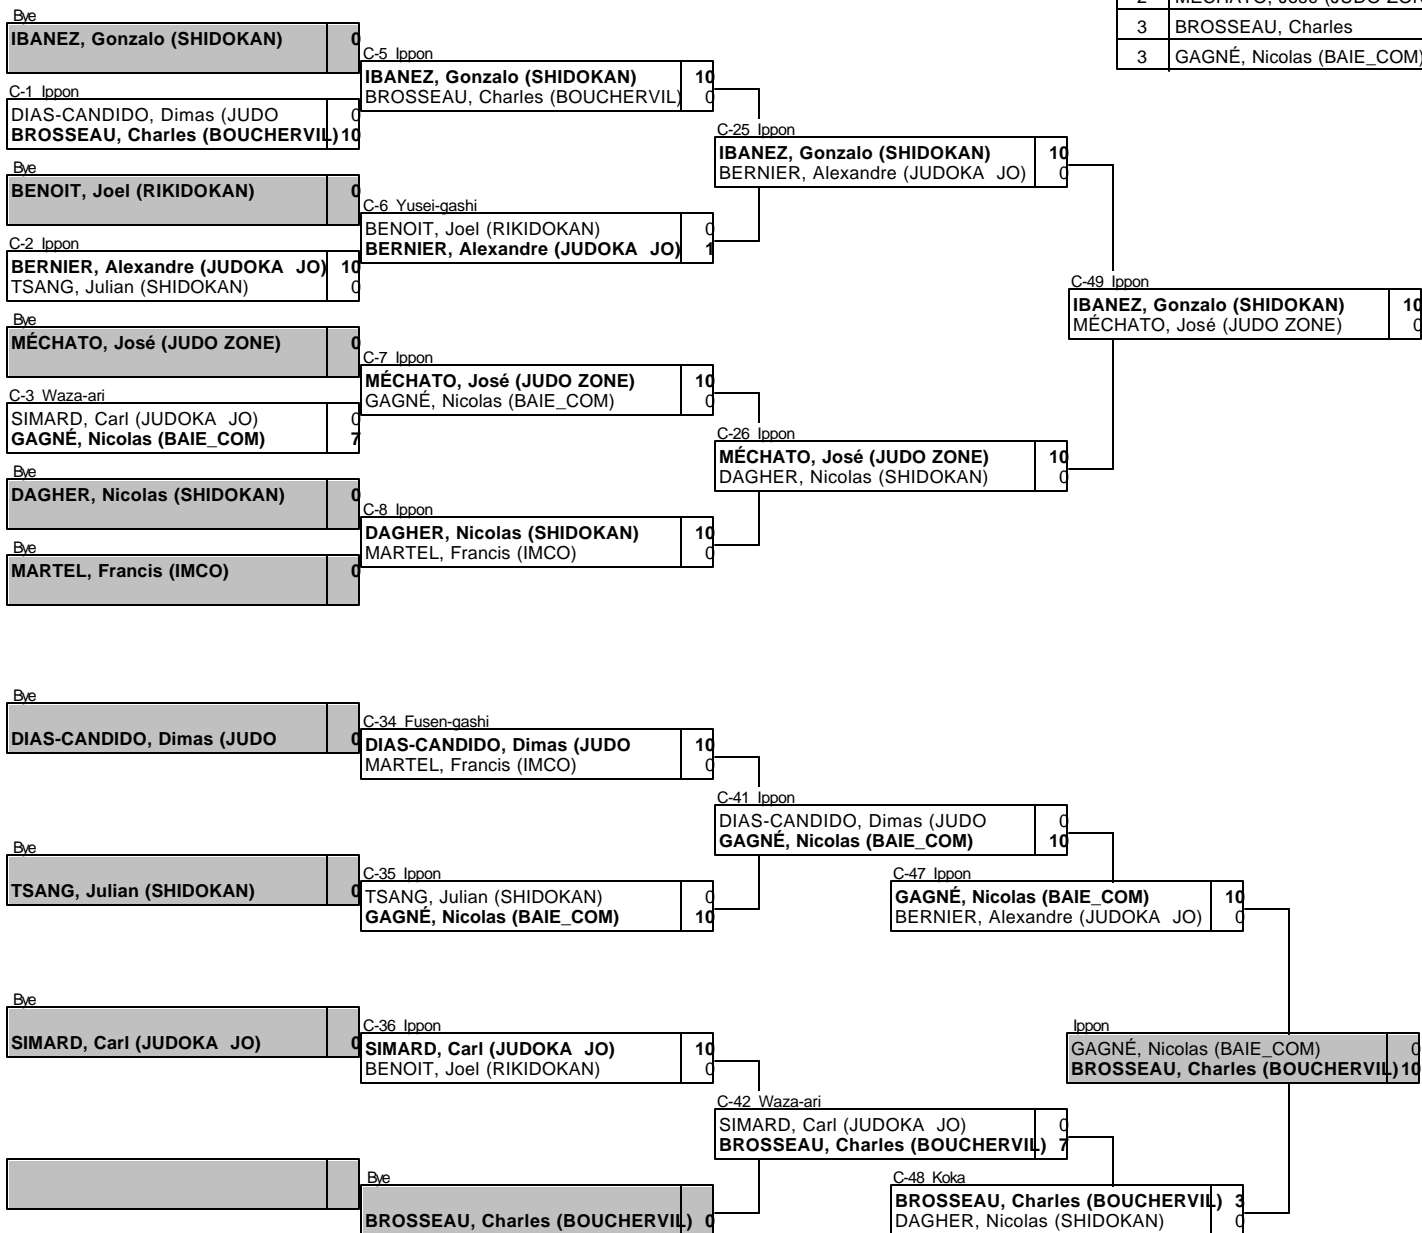 2 MÉCHATO, José (JUDO ZON
3 BROSSEAU, Charles
3 GAGNÉ, Nicolas (BAIE_COM)
Bye
IBANEZ, Gonzalo (SHIDOKAN) 0
C-1 Ippon
DIAS-CANDIDO, Dimas (JUDO 0
BROSSEAU, Charles (BOUCHERVIL) 10
Bye
BENOIT, Joel (RIKIDOKAN) 0
C-2 Ippon
BERNIER, Alexandre (JUDOKA JO) 10
TSANG, Julian (SHIDOKAN) 0
Bye
MÉCHATO, José (JUDO ZONE) 0
C-3 Waza-ari
SIMARD, Carl (JUDOKA JO) 0
GAGNÉ, Nicolas (BAIE_COM) 7
Bye
DAGHER, Nicolas (SHIDOKAN) 0
Bye
MARTEL, Francis (IMCO) 0
C-5 Ippon
IBANEZ, Gonzalo (SHIDOKAN) 10
BROSSEAU, Charles (BOUCHERVIL) 0
C-6 Yusei-gashi
BENOIT, Joel (RIKIDOKAN) 0
BERNIER, Alexandre (JUDOKA JO) 1
C-7 Ippon
MÉCHATO, José (JUDO ZONE) 10
GAGNÉ, Nicolas (BAIE_COM) 0
C-8 Ippon
DAGHER, Nicolas (SHIDOKAN) 10
MARTEL, Francis (IMCO) 0
C-25 Ippon
IBANEZ, Gonzalo (SHIDOKAN) 10
BERNIER, Alexandre (JUDOKA JO) 0
C-26 Ippon
MÉCHATO, José (JUDO ZONE) 10
DAGHER, Nicolas (SHIDOKAN) 0
C-49 Ippon
IBANEZ, Gonzalo (SHIDOKAN) 10
MÉCHATO, José (JUDO ZONE) 0
Bye
DIAS-CANDIDO, Dimas (JUDO 0
Bye
TSANG, Julian (SHIDOKAN) 0
Bye
SIMARD, Carl (JUDOKA JO) 0
C-34 Fusen-gashi
DIAS-CANDIDO, Dimas (JUDO 10
MARTEL, Francis (IMCO) 0
C-35 Ippon
TSANG, Julian (SHIDOKAN) 0
GAGNÉ, Nicolas (BAIE_COM) 10
C-36 Ippon
SIMARD, Carl (JUDOKA JO) 10
BENOIT, Joel (RIKIDOKAN) 0
Bye
BROSSEAU, Charles (BOUCHERVIL) 0
C-41 Ippon
DIAS-CANDIDO, Dimas (JUDO 0
GAGNÉ, Nicolas (BAIE_COM) 10
C-42 Waza-ari
SIMARD, Carl (JUDOKA JO) 0
BROSSEAU, Charles (BOUCHERVIL) 7
C-47 Ippon
GAGNÉ, Nicolas (BAIE_COM) 10
BERNIER, Alexandre (JUDOKA JO) 0
C-48 Koka
BROSSEAU, Charles (BOUCHERVIL) 3
DAGHER, Nicolas (SHIDOKAN) 0
Ippon
GAGNÉ, Nicolas (BAIE_COM) 0
BROSSEAU, Charles (BOUCHERVIL) 10